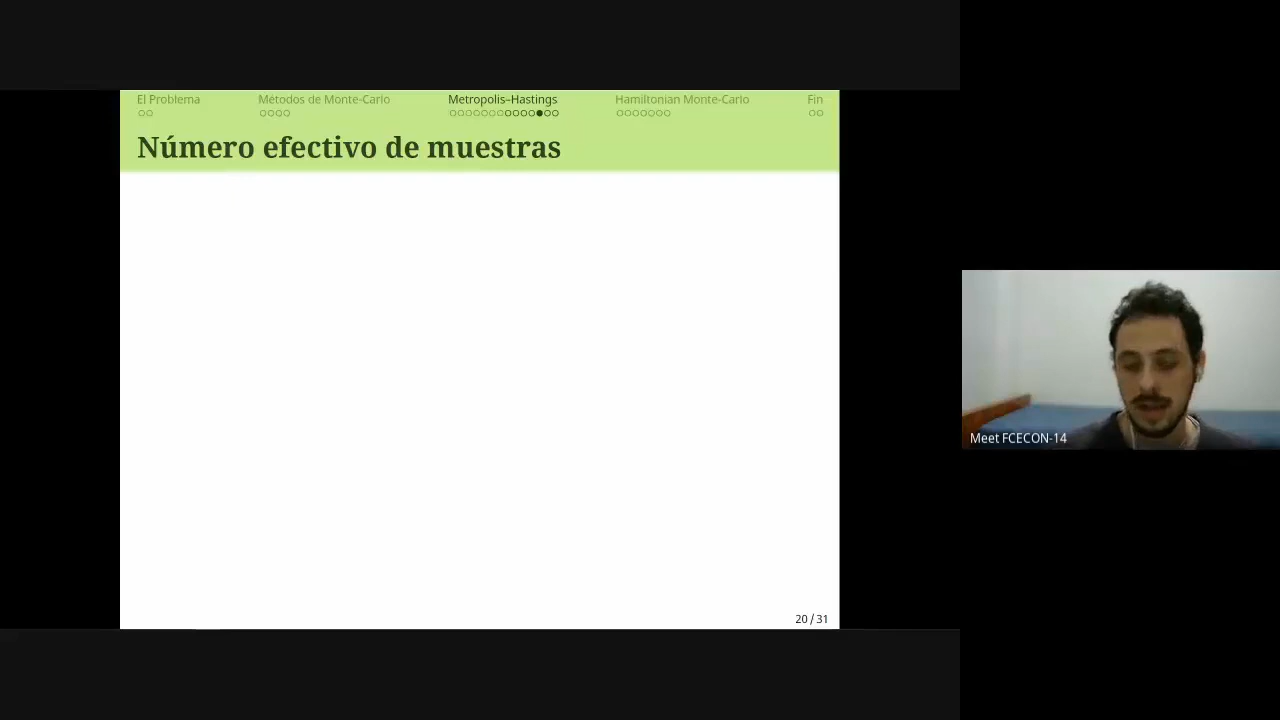 El Problema Métodos de Monte-Carlo Metropolis–Hastings Hamiltonian Monte-Carlo Fin
Número efectivo de muestras
Meet FCECON-14
20 / 31